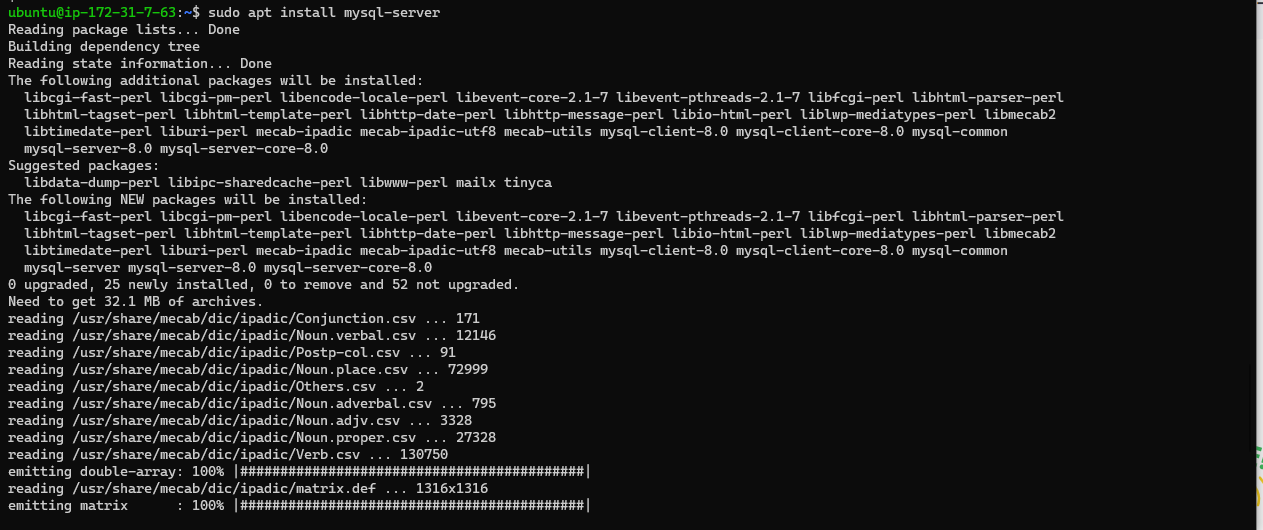 ubuntu@ip-172-31-7-63:~$ sudo apt install mysql-server
Reading package lists... Done
Building dependency tree
Reading state information... Done
The following additional packages will be installed:
  libcgi-fast-perl libcgi-pm-perl libencode-locale-perl libevent-core-2.1-7 libevent-pthreads-2.1-7 libfcgi-perl libhtml-parser-perl
  libhtml-tagset-perl libhtml-template-perl libhttp-date-perl libhttp-message-perl libio-html-perl liblwp-mediatypes-perl libmecab2
  libtimedate-perl liburi-perl mecab-ipadic mecab-ipadic-utf8 mecab-utils mysql-client-8.0 mysql-client-core-8.0 mysql-common
  mysql-server-8.0 mysql-server-core-8.0
Suggested packages:
  libdata-dump-perl libipc-sharedcache-perl libwww-perl mailx tinyca
The following NEW packages will be installed:
  libcgi-fast-perl libcgi-pm-perl libencode-locale-perl libevent-core-2.1-7 libevent-pthreads-2.1-7 libfcgi-perl libhtml-parser-perl
  libhtml-tagset-perl libhtml-template-perl libhttp-date-perl libhttp-message-perl libio-html-perl liblwp-mediatypes-perl libmecab2
  libtimedate-perl liburi-perl mecab-ipadic mecab-ipadic-utf8 mecab-utils mysql-client-8.0 mysql-client-core-8.0 mysql-common
  mysql-server mysql-server-8.0 mysql-server-core-8.0
0 upgraded, 25 newly installed, 0 to remove and 52 not upgraded.
Need to get 32.1 MB of archives.
reading /usr/share/mecab/dic/ipadic/Conjunction.csv ... 171
reading /usr/share/mecab/dic/ipadic/Noun.verbal.csv ... 12146
reading /usr/share/mecab/dic/ipadic/Postp-col.csv ... 91
reading /usr/share/mecab/dic/ipadic/Noun.place.csv ... 72999
reading /usr/share/mecab/dic/ipadic/Others.csv ... 2
reading /usr/share/mecab/dic/ipadic/Noun.adverbal.csv ... 795
reading /usr/share/mecab/dic/ipadic/Noun.adjv.csv ... 3328
reading /usr/share/mecab/dic/ipadic/Noun.proper.csv ... 27328
reading /usr/share/mecab/dic/ipadic/Verb.csv ... 130750
emitting double-array: 100% |###########################################|
reading /usr/share/mecab/dic/ipadic/matrix.def ... 1316x1316
emitting matrix      : 100% |###########################################|